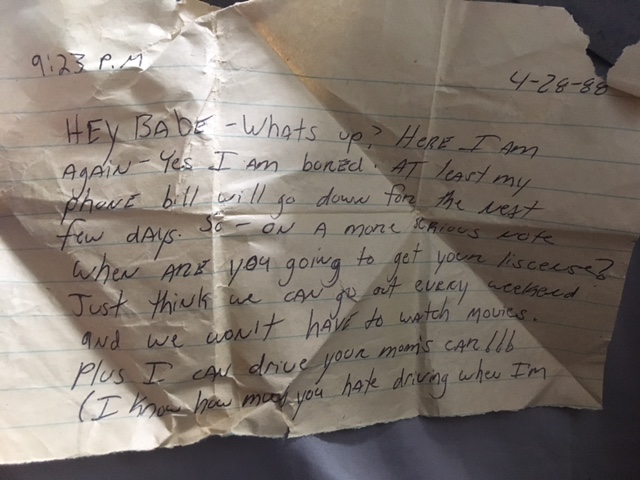 9:23 P.M
4-28-88
HEY BABE - Whats up? HERE I AM
AGAIN - Yes I AM bored. AT least my
phone bill will go down for the next
few days. So - ON A more serious note
when ARE you going to get your liscense?
Just think we CAN go out every weekend
and we won't HAVE to watch movies.
plus I CAN drive your mom's CAR!!!
(I know how much you hate driving when I'm